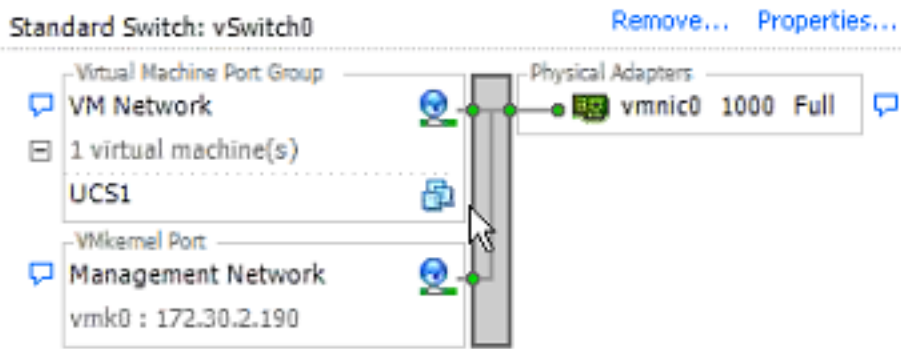 Standard Switch: vSwitch0 Remove... Properties...
Virtual Machine Port Group
VM Network
1 virtual machine(s)
UCS1
VMkernel Port
Management Network
vmk0 : 172.30.2.190
Physical Adapters
vmnic0 1000 Full